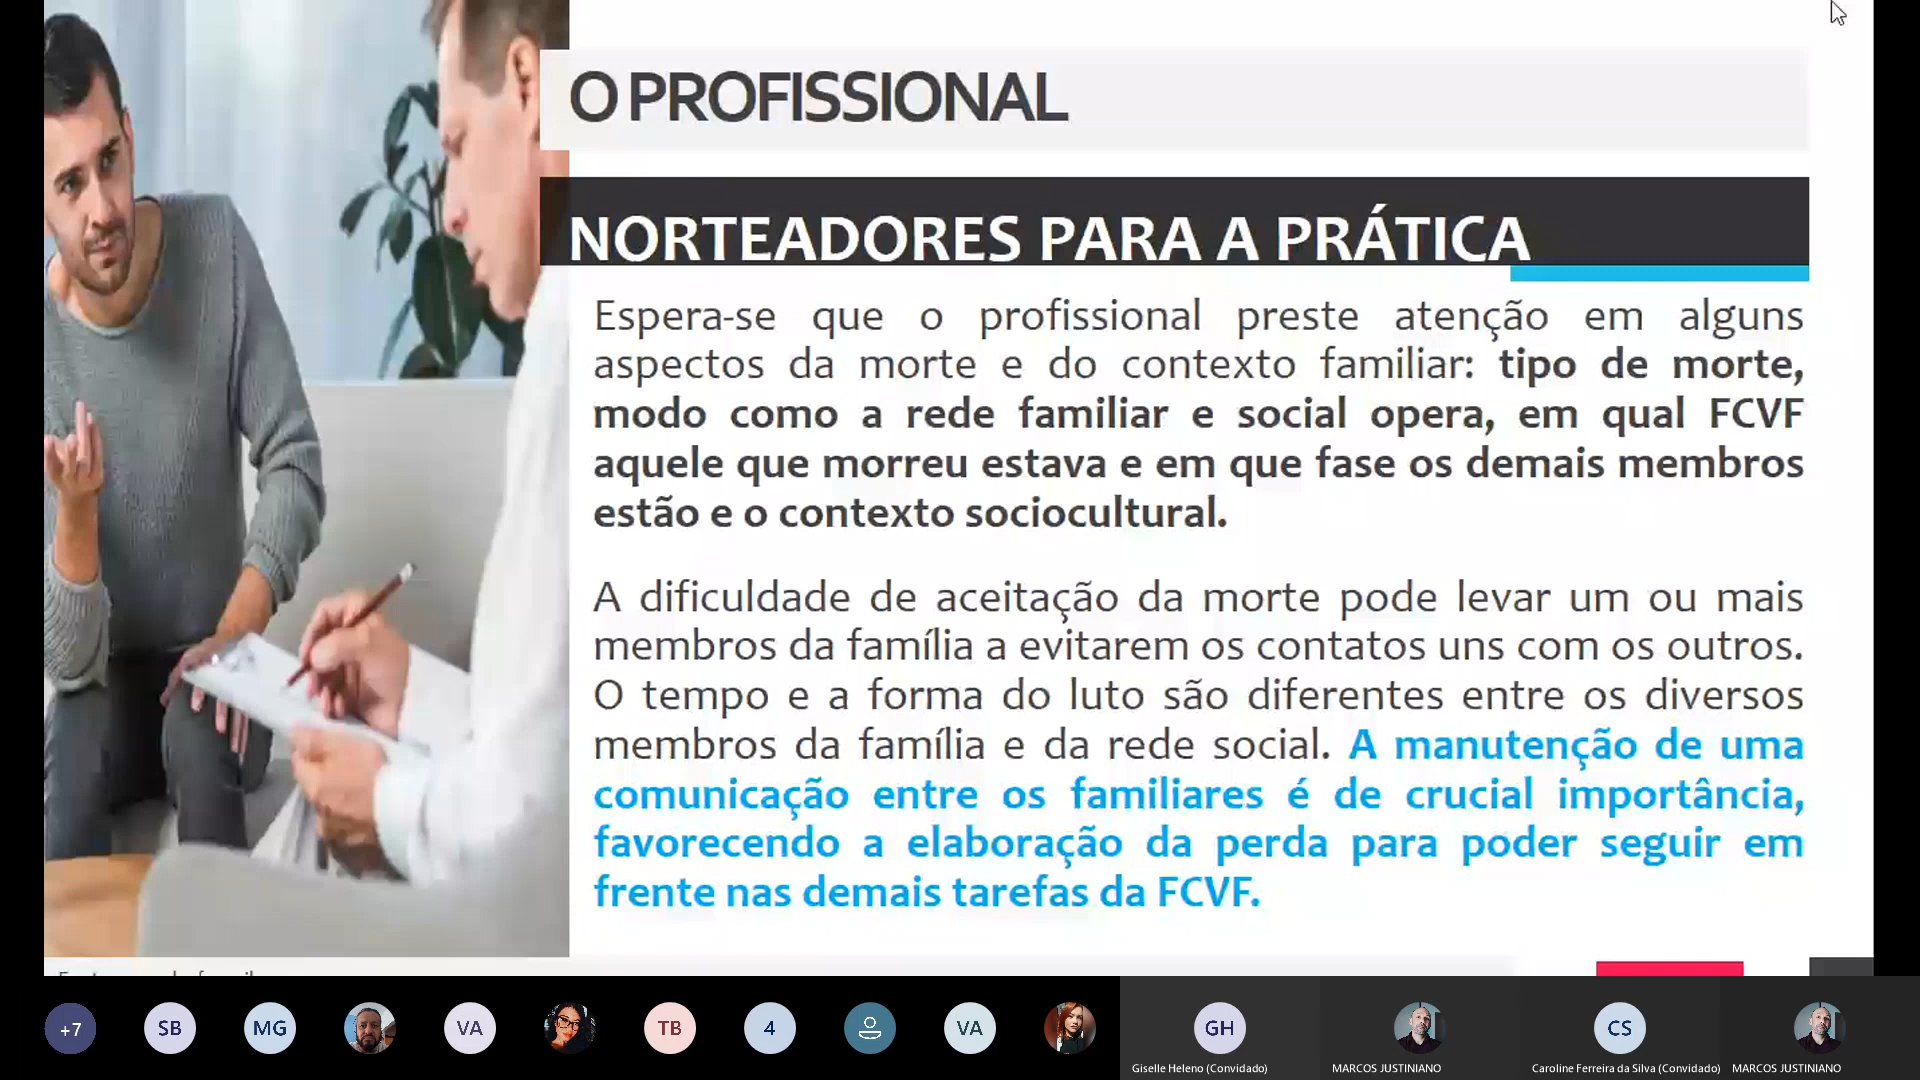 O PROFISSIONAL
NORTEADORES PARA A PRÁTICA
Espera-se que o profissional preste atenção em alguns
aspectos da morte e do contexto familiar: tipo de morte,
modo como a rede familiar e social opera, em qual FCVF
aquele que morreu estava e em que fase os demais membros
estão e o contexto sociocultural.
A dificuldade de aceitação da morte pode levar um ou mais
membros da família a evitarem os contatos uns com os outros.
O tempo e a forma do luto são diferentes entre os diversos
membros da família e da rede social. A manutenção de uma
comunicação entre os familiares é de crucial importância,
favorecendo a elaboração da perda para poder seguir em
frente nas demais tarefas da FCVF.
+7 SB MG VA TB 4 VA GH CS
Giselle Heleno (Convidado) MARCOS JUSTINIANO Caroline Ferreira da Silva (Convidado) MARCOS JUSTINIANO